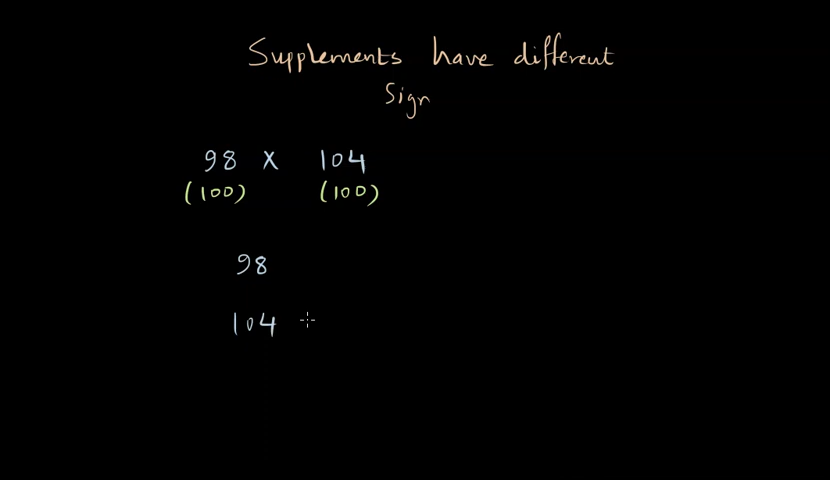 Supplements have different
Sign
98 x 104
(100) (100)
98
104